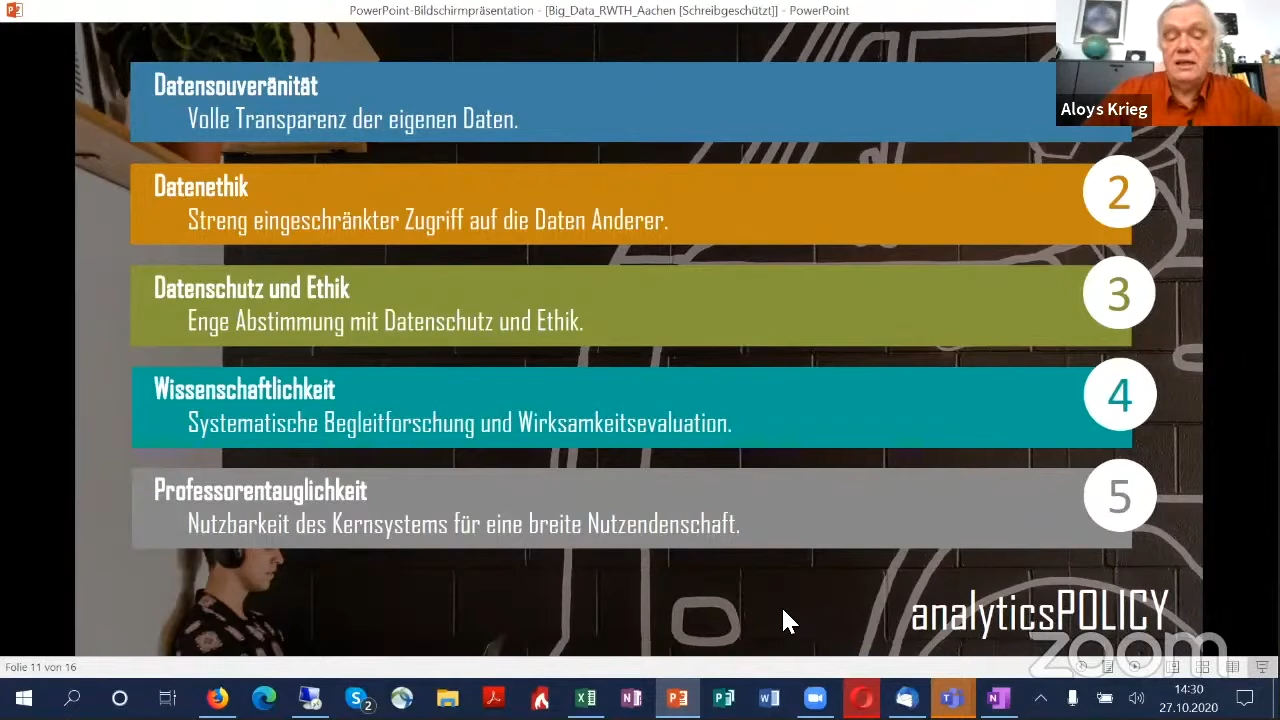 PowerPoint-Bildschirmpräsentation - [Big_Data_RWTH_Aachen [Schreibgeschützt]] - PowerPoint
Aloys Krieg
Datensouveränität
Volle Transparenz der eigenen Daten.
Datenethik
Streng eingeschränkter Zugriff auf die Daten Anderer.
2
Datenschutz und Ethik
Enge Abstimmung mit Datenschutz und Ethik.
3
Wissenschaftlichkeit
Systematische Begleitforschung und Wirksamkeitsevaluation.
4
Professorentauglichkeit
Nutzbarkeit des Kernsystems für eine breite Nutzendenschaft.
5
analyticsPOLICY
zoom
Folie 11 von 16
2
14:30
27.10.2020